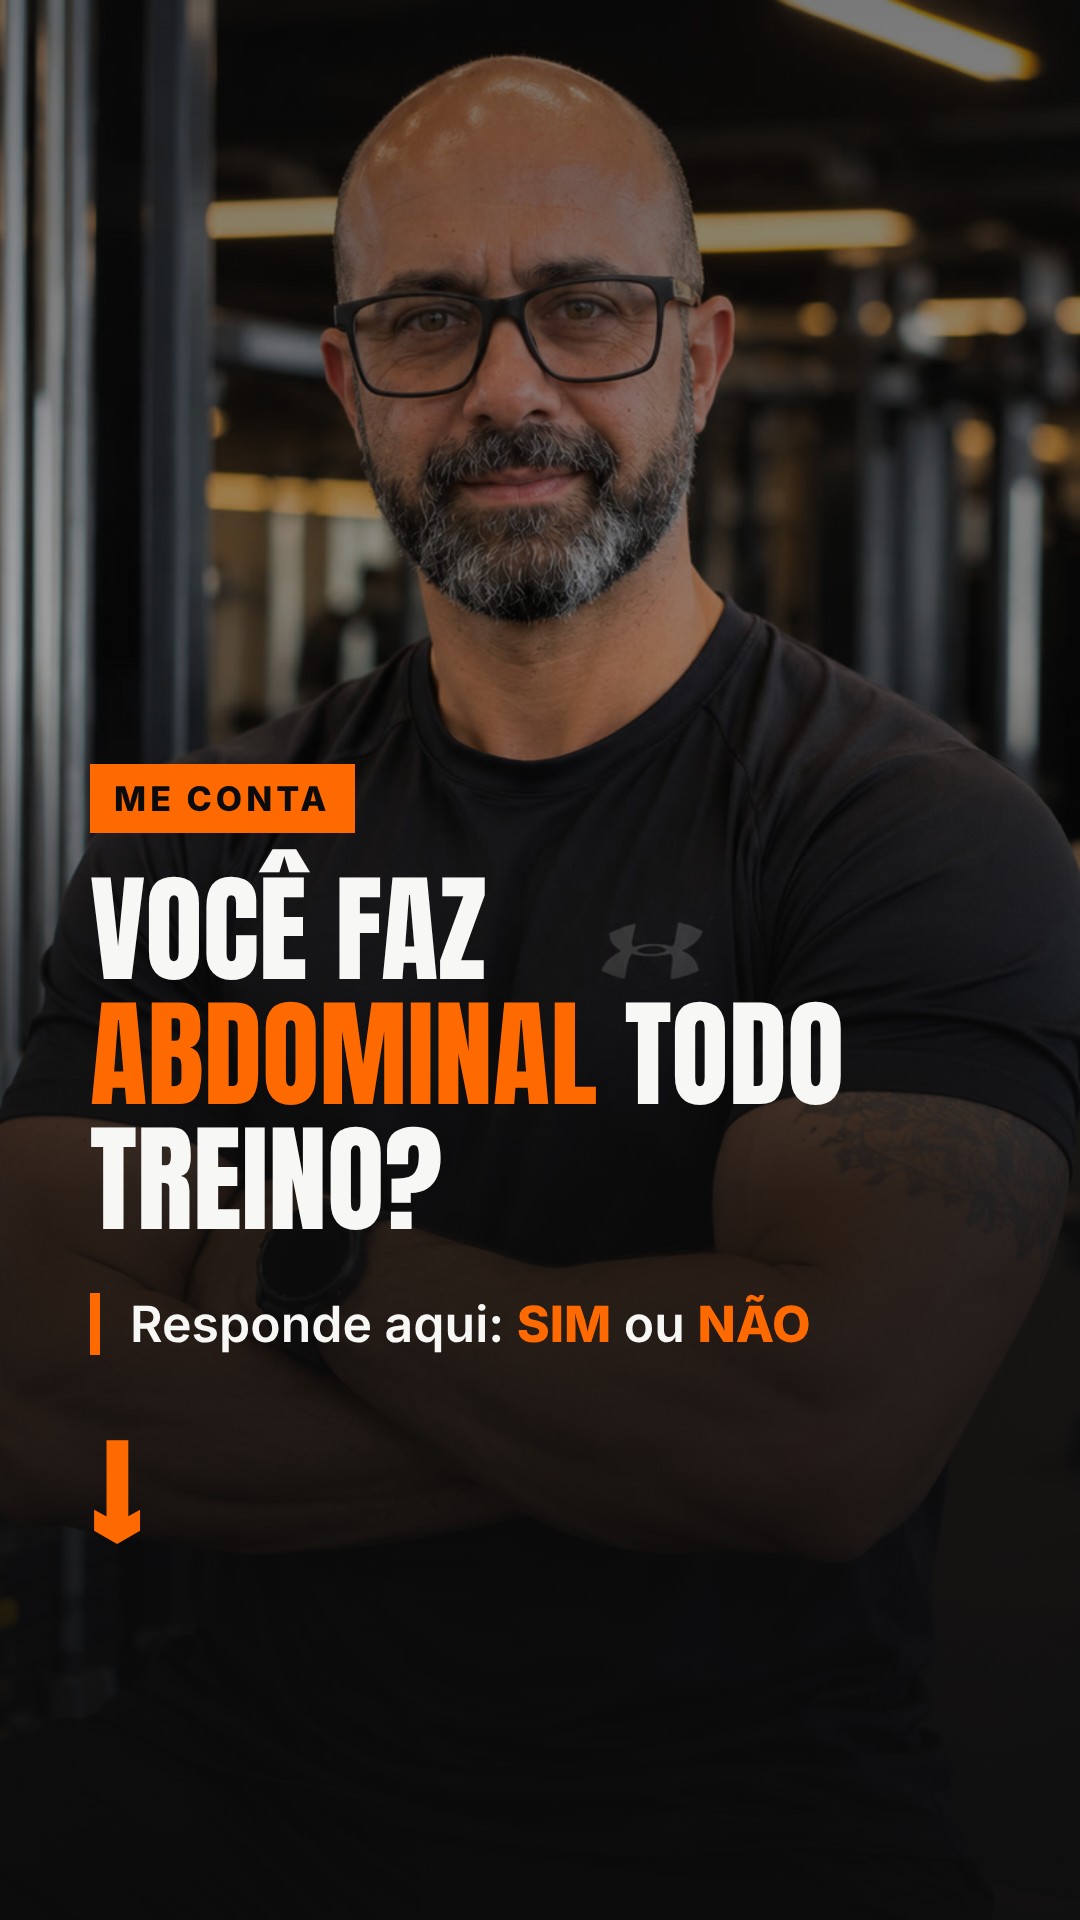 ME CONTA
VOCÊ FAZ
ABDOMINAL TODO
TREINO?
Responde aqui: SIM ou NÃO